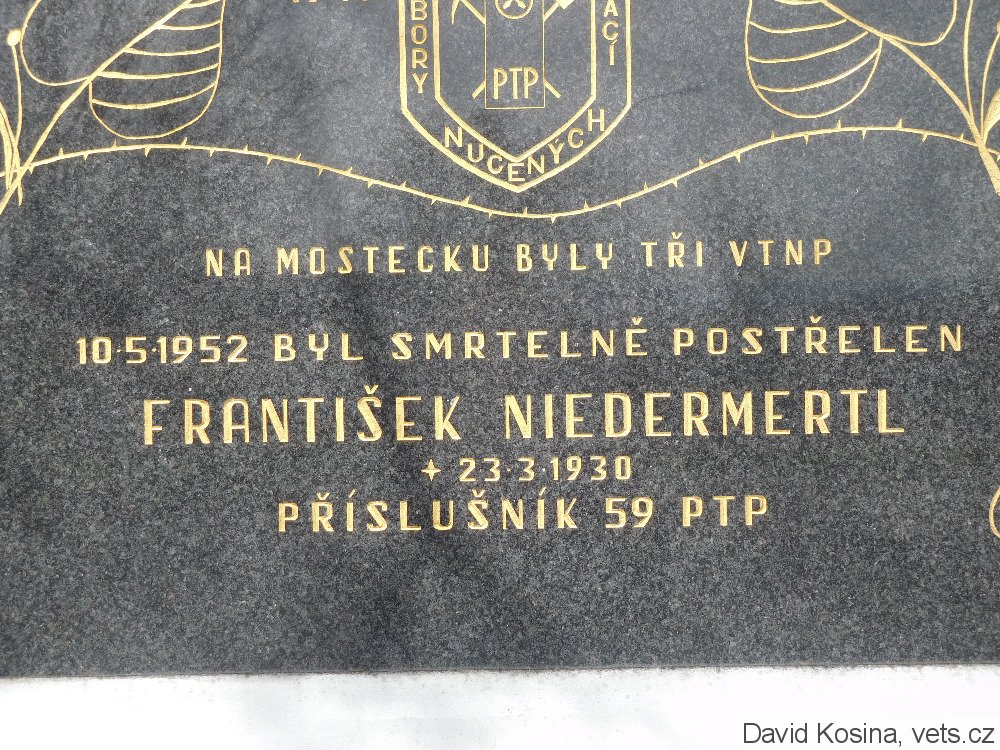 BORY
ACÍ
PTP
NUCENÝCH
NA MOSTECKU BYLY TŘI VTNP
10·5·1952 BYL SMRTELNĚ POSTŘELEN
FRANTIŠEK NIEDERMERTL
+ 23·3·1930
PŘÍSLUŠNÍK 59 PTP
David Kosina, vets.cz